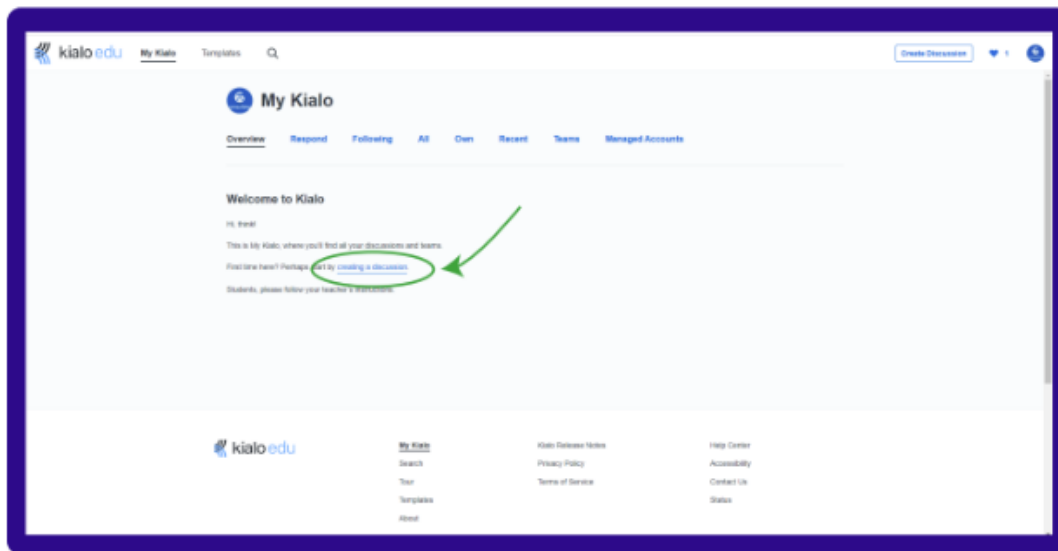 kialo edu My Kialo Templates Create Discussion 1
My Kialo
Overview Respond Following All Own Recent Teams Managed Accounts
Welcome to Kialo
This is My Kialo, where you'll find all your discussions and teams.
First time here? Perhaps start by creating a discussion.
Students, please follow your teacher's instructions.
kialo edu
My Kialo Kialo Release Notes Help Center
Search Privacy Policy Accessibility
Tour Terms of Service Contact Us
Templates Status
About